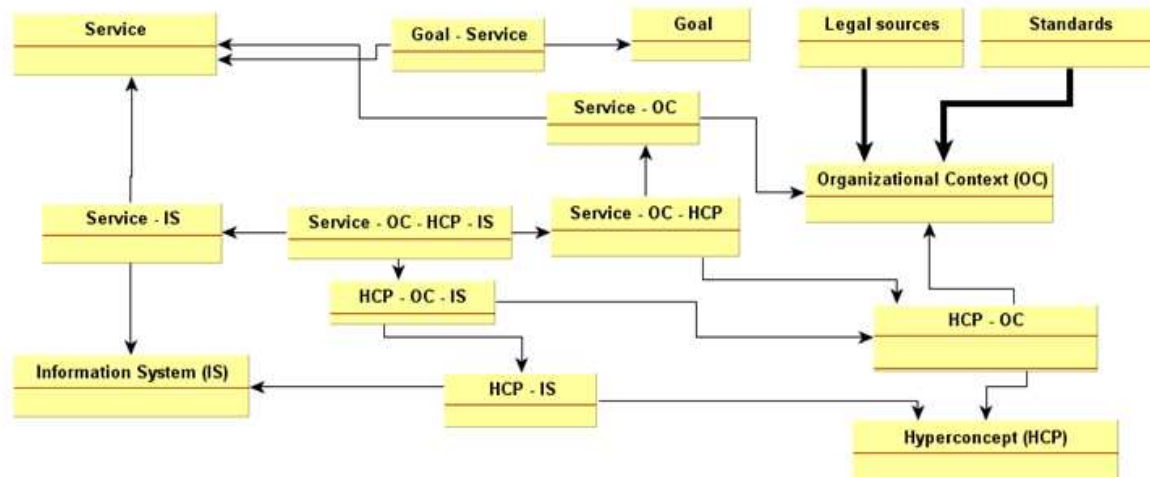 Service
Goal - Service
Goal
Legal sources
Standards
Service - OC
Organizational Context (OC)
Service - IS
Service - OC - HCP - IS
Service - OC - HCP
HCP - OC - IS
HCP - OC
Information System (IS)
HCP - IS
Hyperconcept (HCP)